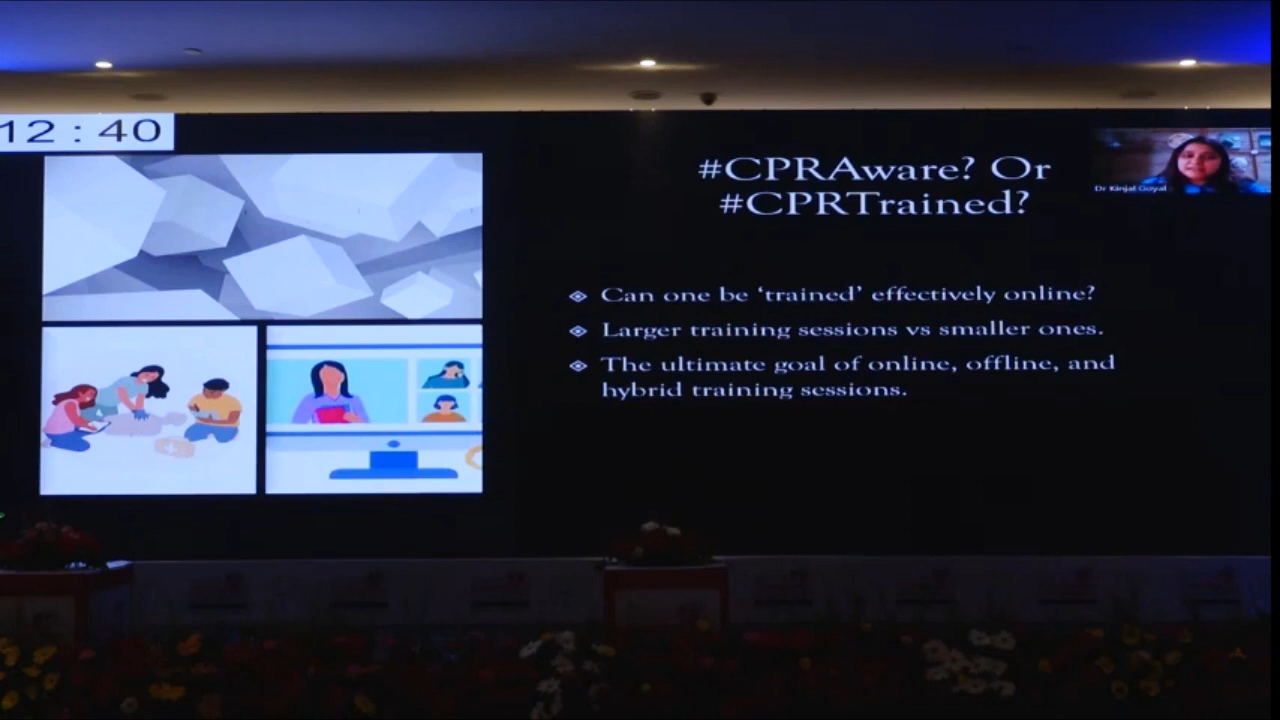 12 : 40
#CPRAware? Or
#CPRTrained?
Dr Kinjal Goyal
Can one be ‘trained’ effectively online?
Larger training sessions vs smaller ones.
The ultimate goal of online, offline, and
hybrid training sessions.